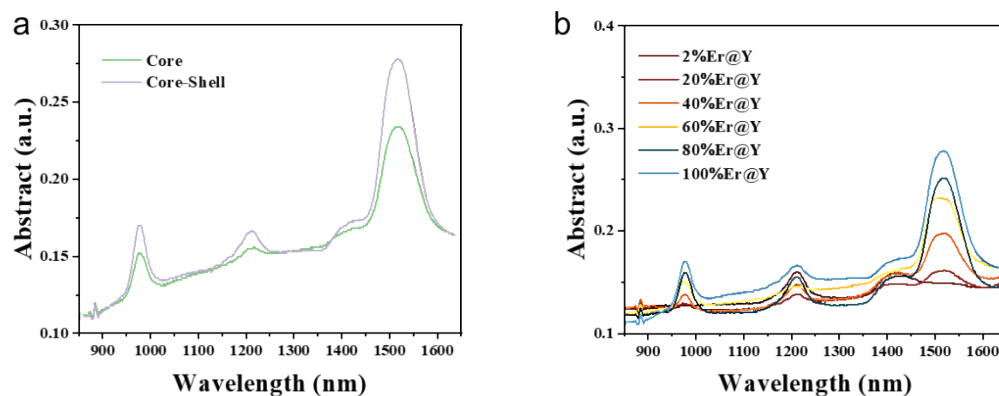 a
0.30
0.25
0.20
0.15
0.10
Abstract (a.u.)
Core
Core-Shell
900 1000 1100 1200 1300 1400 1500 1600
Wavelength (nm)
b
0.4
0.3
0.2
0.1
Abstract (a.u.)
2%Er@Y
20%Er@Y
40%Er@Y
60%Er@Y
80%Er@Y
100%Er@Y
900 1000 1100 1200 1300 1400 1500 1600
Wavelength (nm)